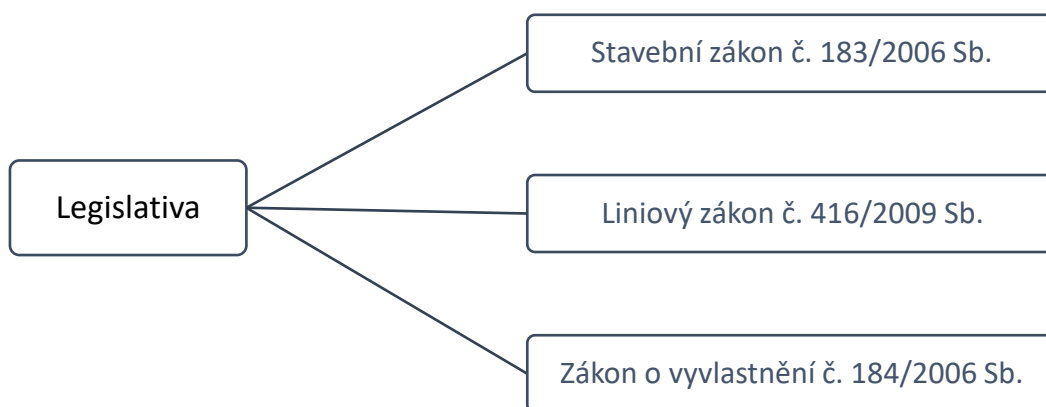 Stavební zákon č. 183/2006 Sb.
Legislativa
Liniový zákon č. 416/2009 Sb.
Zákon o vyvlastnění č. 184/2006 Sb.